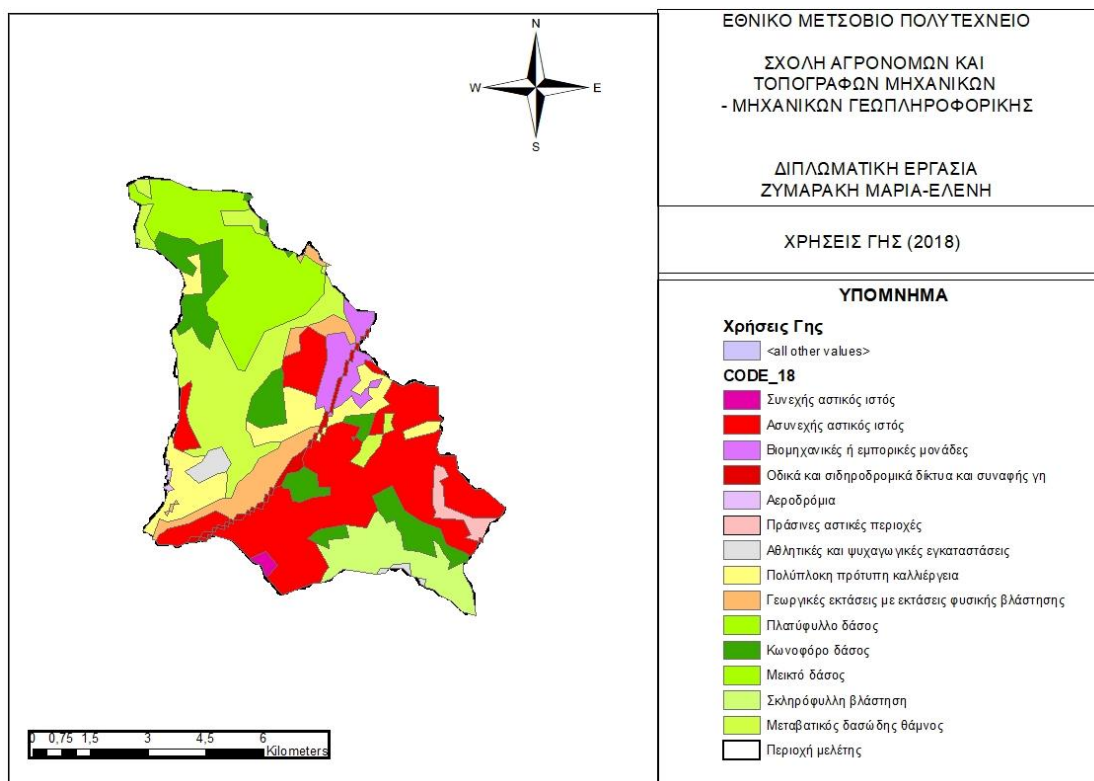 ΕΘΝΙΚΟ ΜΕΤΣΟΒΙΟ ΠΟΛΥΤΕΧΝΕΙΟ
ΣΧΟΛΗ ΑΓΡΟΝΟΜΩΝ ΚΑΙ
ΤΟΠΟΓΡΑΦΩΝ ΜΗΧΑΝΙΚΩΝ
- ΜΗΧΑΝΙΚΩΝ ΓΕΩΠΛΗΡΟΦΟΡΙΚΗΣ
ΔΙΠΛΩΜΑΤΙΚΗ ΕΡΓΑΣΙΑ
ΖΥΜΑΡΑΚΗ ΜΑΡΙΑ-ΕΛΕΝΗ
ΧΡΗΣΕΙΣ ΓΗΣ (2018)
ΥΠΟΜΝΗΜΑ
Χρήσεις Γης
<all other values>
CODE_18
Συνεχής αστικός ιστός
Ασυνεχής αστικός ιστός
Βιομηχανικές ή εμπορικές μονάδες
Οδικά και σιδηροδρομικά δίκτυα και συναφής γη
Αεροδρόμια
Πράσινες αστικές περιοχές
Αθλητικές και ψυχαγωγικές εγκαταστάσεις
Πολύπλοκη πρότυπη καλλιέργεια
Γεωργικές εκτάσεις με εκτάσεις φυσικής βλάστησης
Πλατύφυλλο δάσος
Κωνοφόρο δάσος
Μεικτό δάσος
Σκληρόφυλλη βλάστηση
Μεταβατικός δασώδης θάμνος
Περιοχή μελέτης
N
W E
S
0 0,75 1,5 3 4,5 6
Kilometers